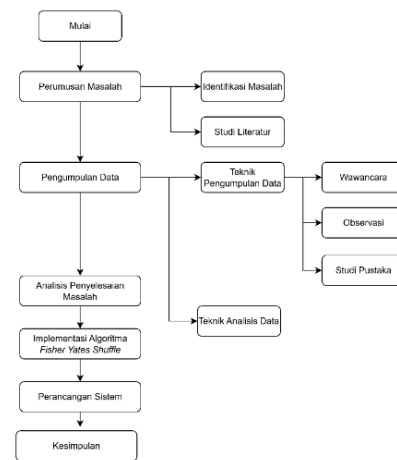 Mulai
Perumusan Masalah
Identifikasi Masalah
Studi Literatur
Pengumpulan Data
Teknik
Pengumpulan Data
Wawancara
Observasi
Studi Pustaka
Analisis Penyelesaian
Masalah
Teknik Analisis Data
Implementasi Algoritma
Fisher Yates Shuffle
Perancangan Sistem
Kesimpulan